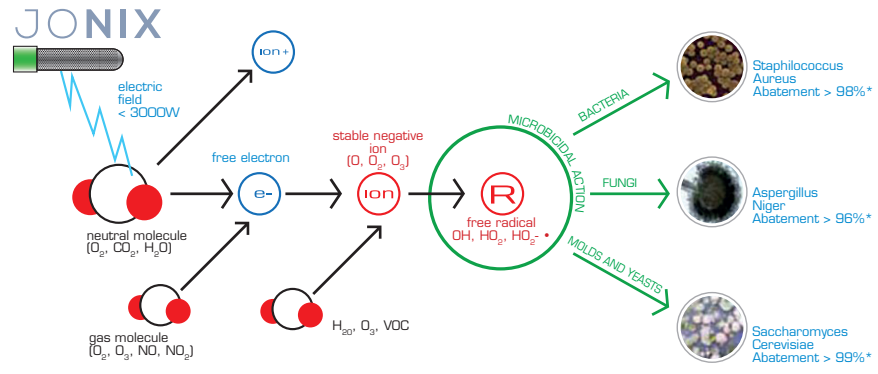 JONIX
ion+
electric
field
< 3000W
free electron
e-
stable negative
ion
(O, O₂, O₃)
ion
neutral molecule
(O₂, CO₂, H₂O)
gas molecule
(O₂, O₃, NO, NO₂)
H₂₀, O₃, VOC
MICROBICIDAL ACTION
R
free radical
OH, HO₂, HO₂- •
BACTERIA
Staphilococcus
Aureus
Abatement > 98%*
FUNGI
Aspergillus
Niger
Abatement > 96%*
MOLDS AND YEASTS
Saccharomyces
Cerevisiae
Abatement > 99%*